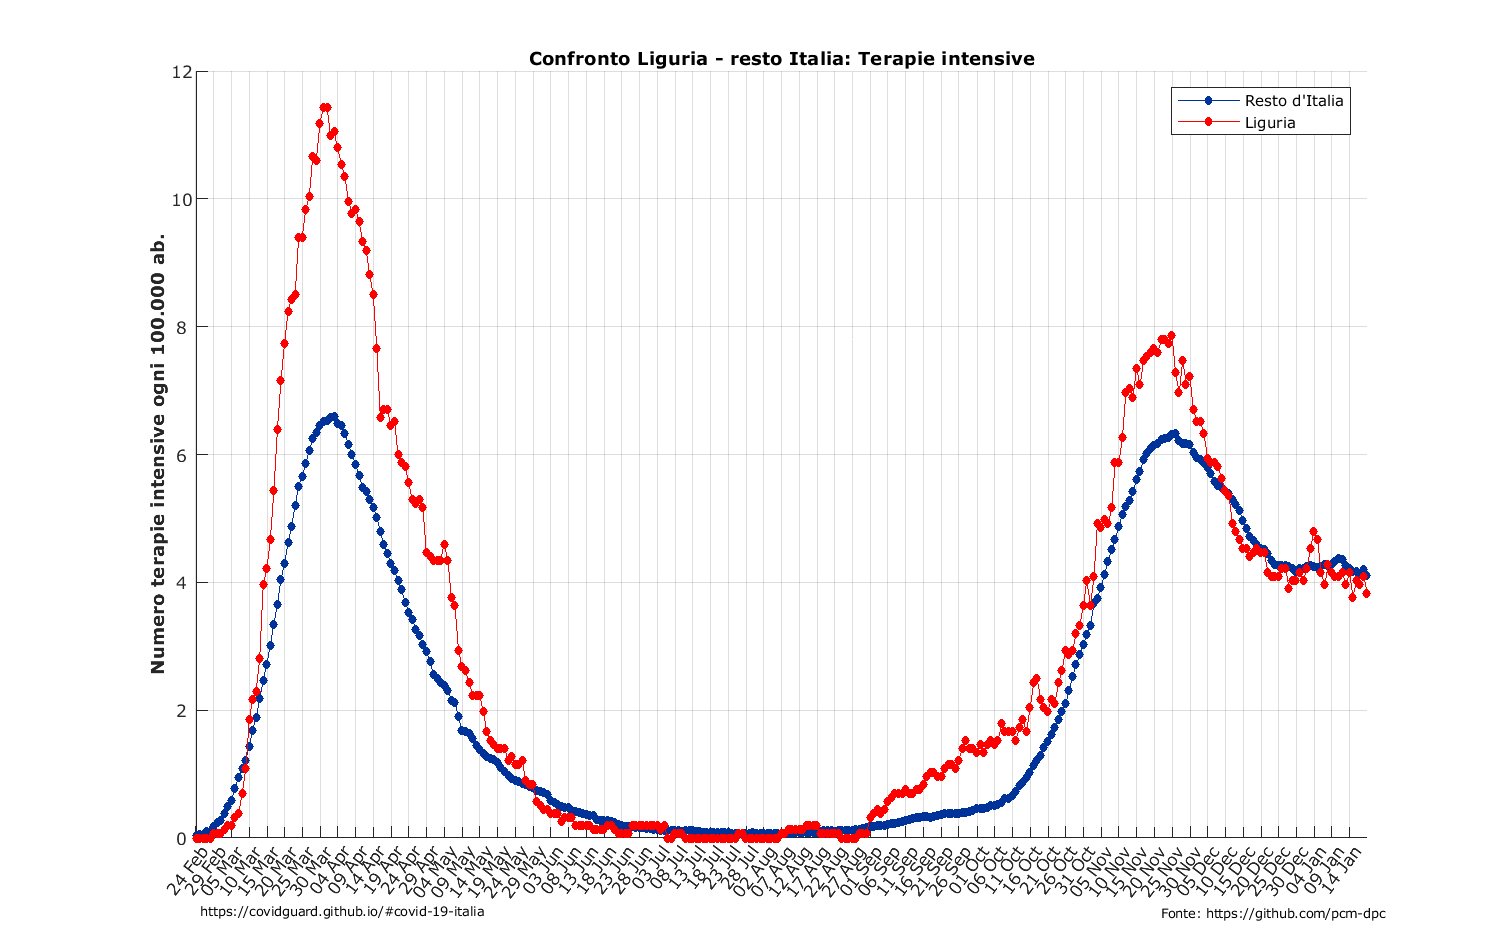 Confronto Liguria - resto Italia: Terapie intensive
Resto d'Italia
Liguria
Numero terapie intensive ogni 100.000 ab.
12
10
8
6
4
2
0
24 Feb
29 Feb
05 Mar
10 Mar
15 Mar
20 Mar
25 Mar
30 Mar
04 Apr
09 Apr
14 Apr
19 Apr
24 Apr
29 Apr
04 May
09 May
14 May
19 May
24 May
29 May
03 Jun
08 Jun
13 Jun
18 Jun
23 Jun
28 Jun
03 Jul
08 Jul
13 Jul
18 Jul
23 Jul
28 Jul
02 Aug
07 Aug
12 Aug
17 Aug
22 Aug
27 Aug
01 Sep
06 Sep
11 Sep
16 Sep
21 Sep
26 Sep
01 Oct
06 Oct
11 Oct
16 Oct
21 Oct
26 Oct
31 Oct
05 Nov
10 Nov
15 Nov
20 Nov
25 Nov
30 Nov
05 Dec
10 Dec
15 Dec
20 Dec
25 Dec
30 Dec
04 Jan
09 Jan
14 Jan
https://covidguard.github.io/#covid-19-italia
Fonte: https://github.com/pcm-dpc